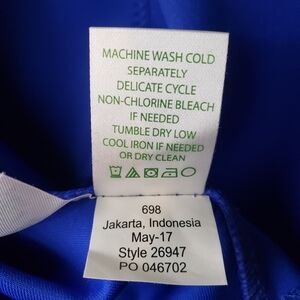 MACHINE WASH COLD
SEPARATELY
DELICATE CYCLE
NON-CHLORINE BLEACH
IF NEEDED
TUMBLE DRY LOW
COOL IRON IF NEEDED
OR DRY CLEAN
698
Jakarta, Indonesia
May-17
Style 26947
PO 046702